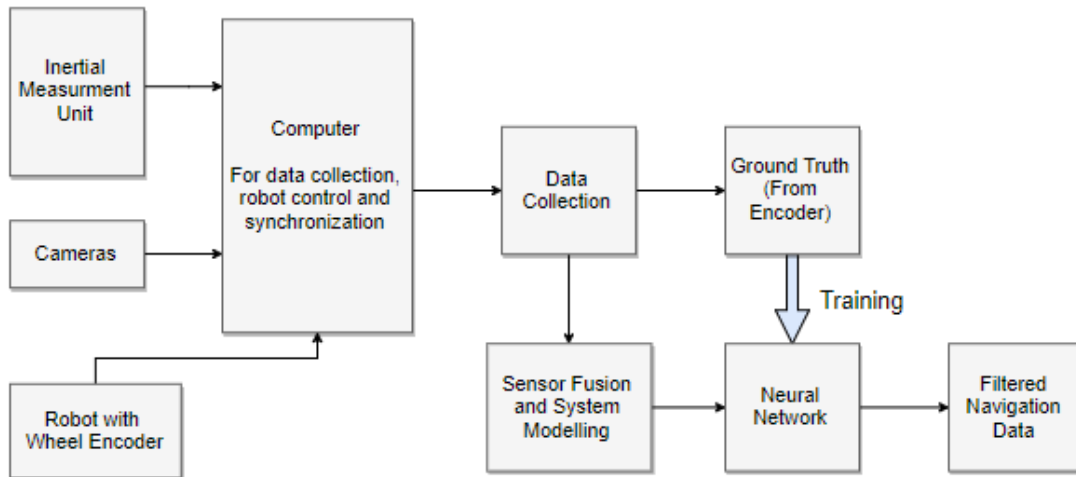 Inertial
Measurment
Unit
Computer
For data collection,
robot control and
synchronization
Cameras
Robot with
Wheel Encoder
Data
Collection
Ground Truth
(From
Encoder)
Training
Sensor Fusion
and System
Modelling
Neural
Network
Filtered
Navigation
Data